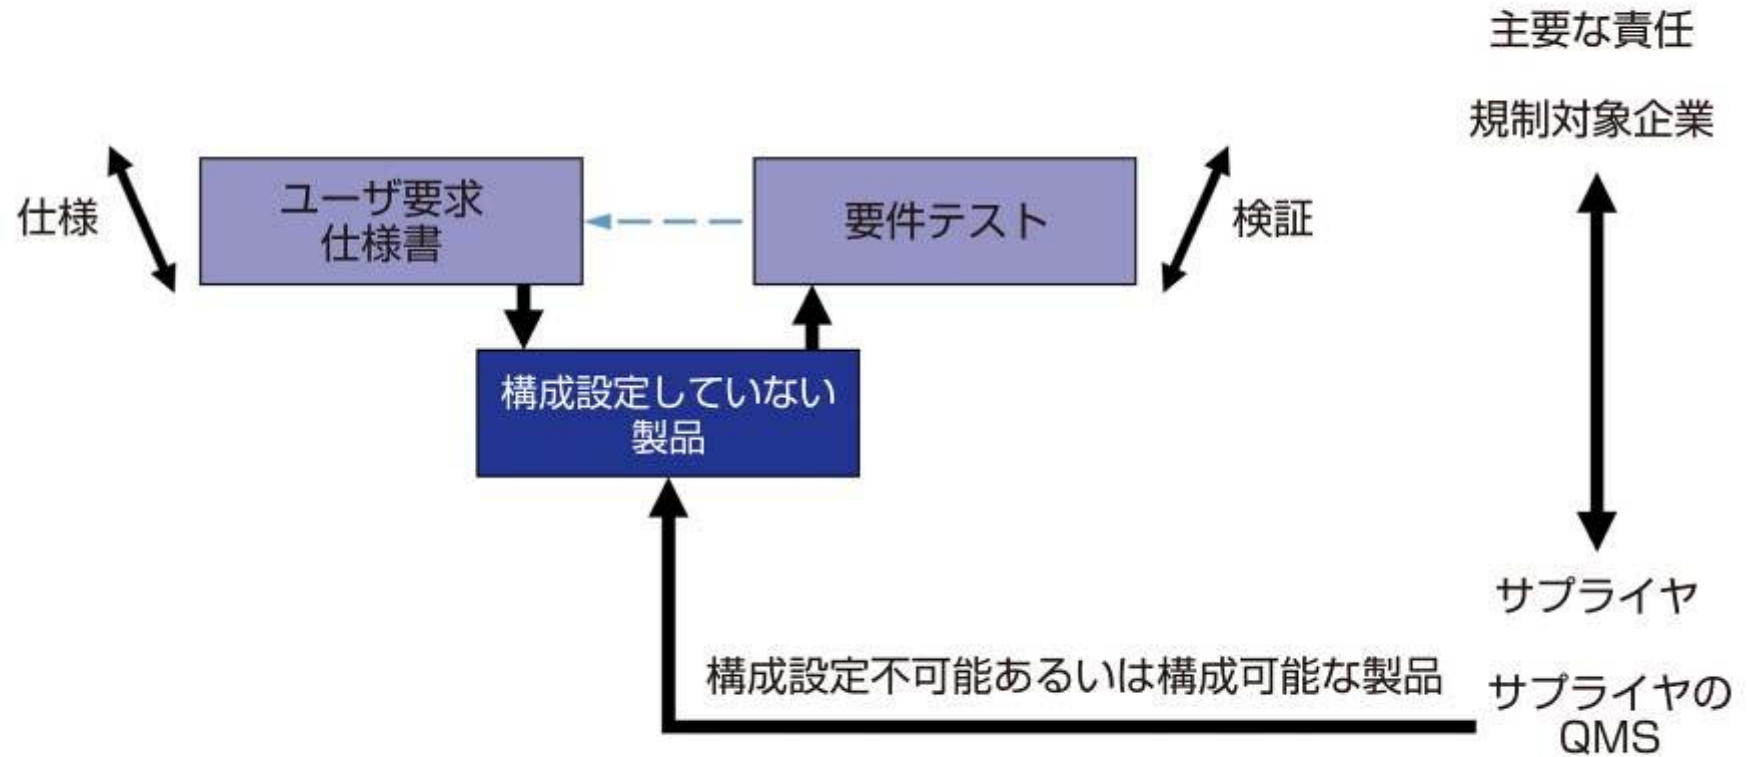 主要な責任
規制対象企業
仕様
ユーザ要求
仕様書
要件テスト
検証
構成設定していない
製品
サプライヤ
構成設定不可能あるいは構成可能な製品
サプライヤの
QMS